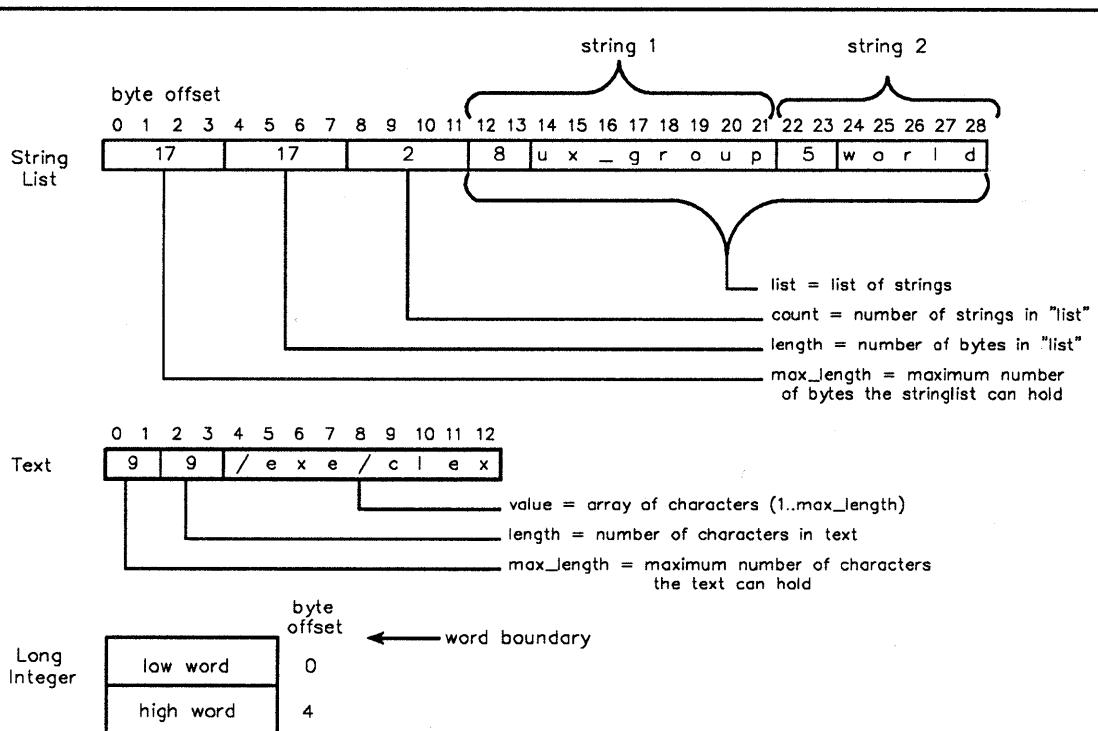 string 1 string 2
byte offset
0 1 2 3 4 5 6 7 8 9 10 11 12 13 14 15 16 17 18 19 20 21 22 23 24 25 26 27 28
String List 17 17 2 8 u x _ g r o u p 5 w o r l d
list = list of strings
count = number of strings in "list"
length = number of bytes in "list"
max_length = maximum number
of bytes the stringlist can hold
0 1 2 3 4 5 6 7 8 9 10 11 12
Text 9 9 / e x e / c l e x
value = array of characters (1..max_length)
length = number of characters in text
max_length = maximum number of characters
the text can hold
byte
offset
word boundary
Long
Integer
low word 0
high word 4